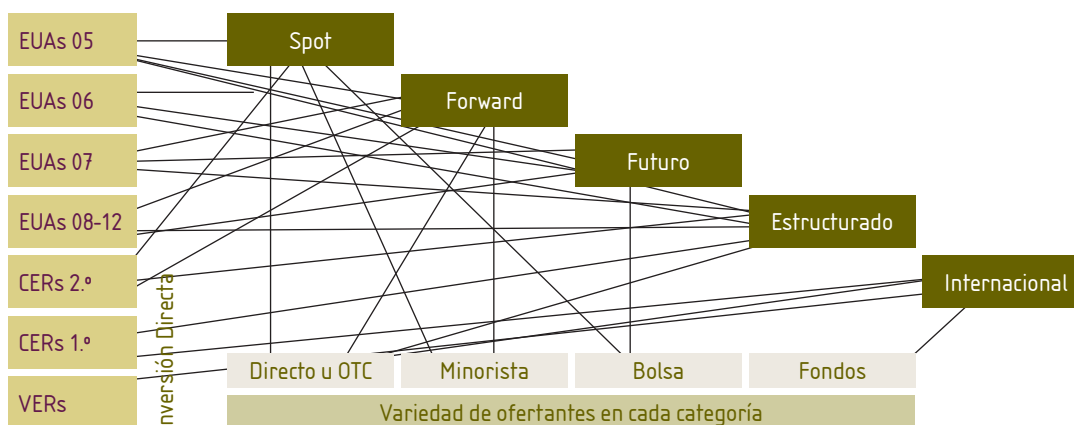 EUAs 05
Spot
EUAs 06
Forward
EUAs 07
Futuro
EUAs 08-12
Estructurado
CERs 2.º
Internacional
CERs 1.º
VERs
nversión Directa
Directo u OTC
Minorista
Bolsa
Fondos
Variedad de ofertantes en cada categoría